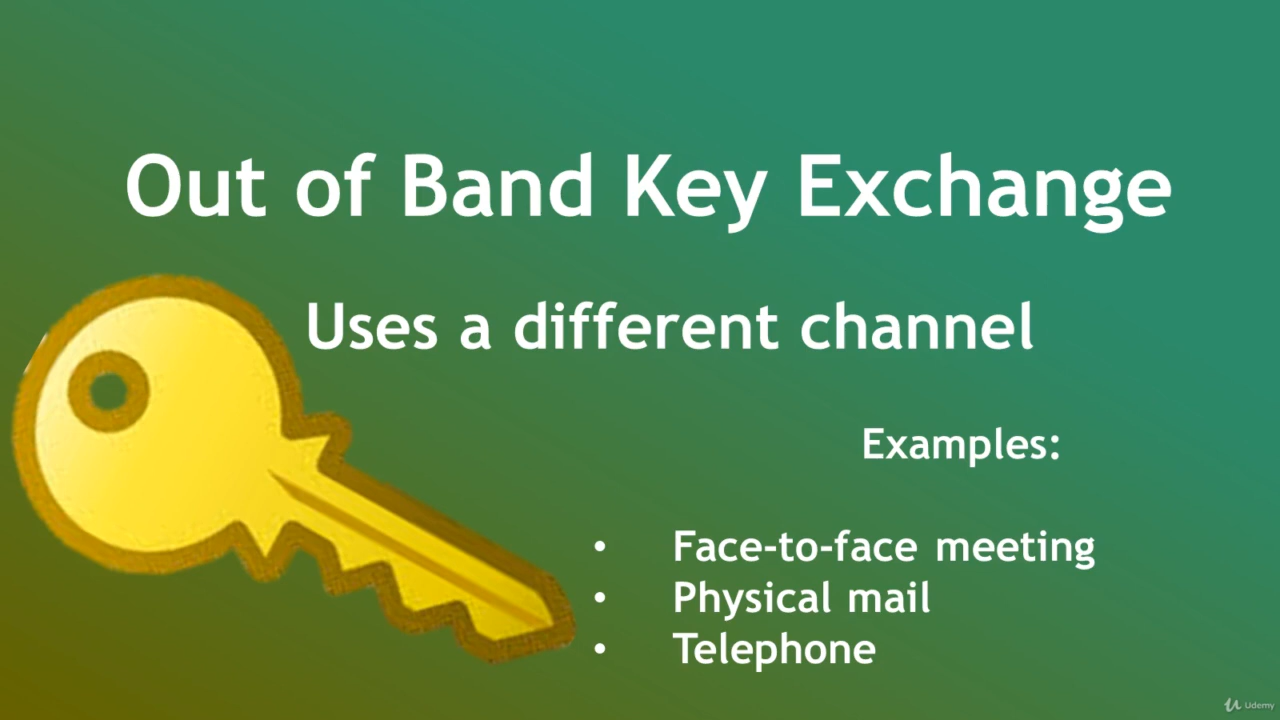 Out of Band Key Exchange
Uses a different channel
Examples:
• Face-to-face meeting
• Physical mail
• Telephone
Udemy